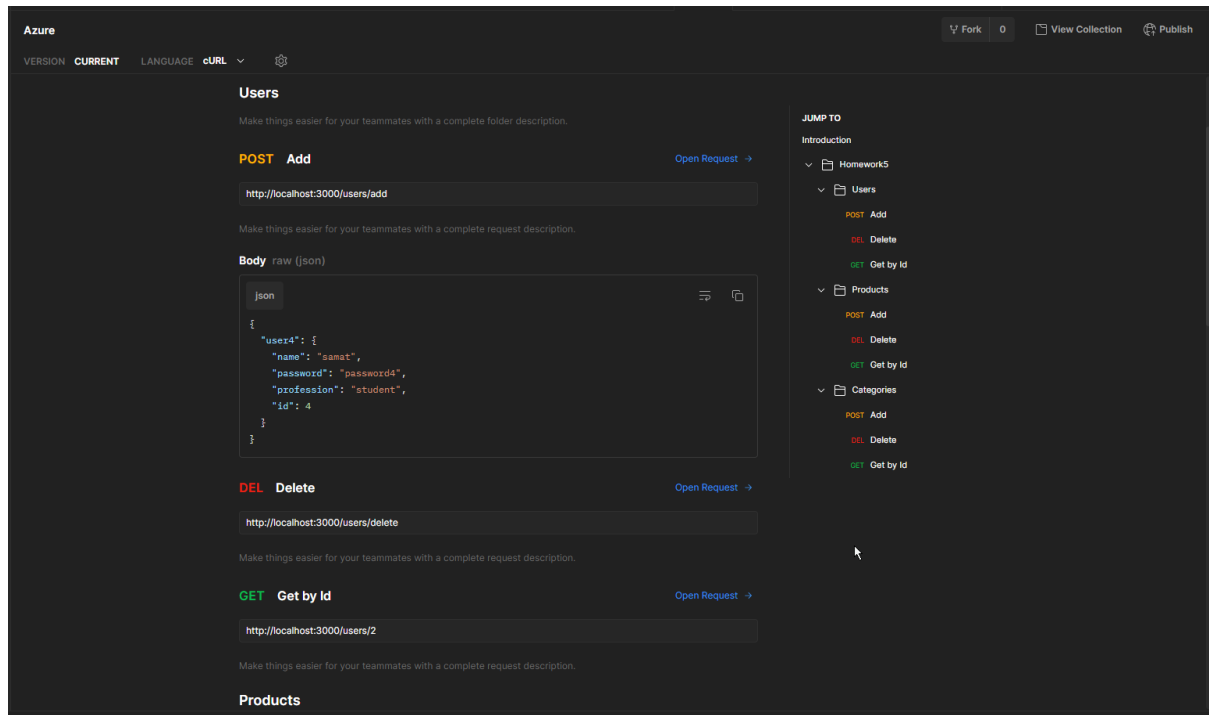 Azure
Fork 0 View Collection Publish
VERSION CURRENT LANGUAGE cURL
Users
Make things easier for your teammates with a complete folder description.
POST Add Open Request →
http://localhost:3000/users/add
Make things easier for your teammates with a complete request description.
Body raw (json)
json
{
"user4": {
"name": "samat",
"password": "password4",
"profession": "student",
"id": 4
}
}
DEL Delete Open Request →
http://localhost:3000/users/delete
Make things easier for your teammates with a complete request description.
GET Get by Id Open Request →
http://localhost:3000/users/2
Make things easier for your teammates with a complete request description.
Products
JUMP TO
Introduction
Homework5
Users
POST Add
DEL Delete
GET Get by Id
Products
POST Add
DEL Delete
GET Get by Id
Categories
POST Add
DEL Delete
GET Get by Id